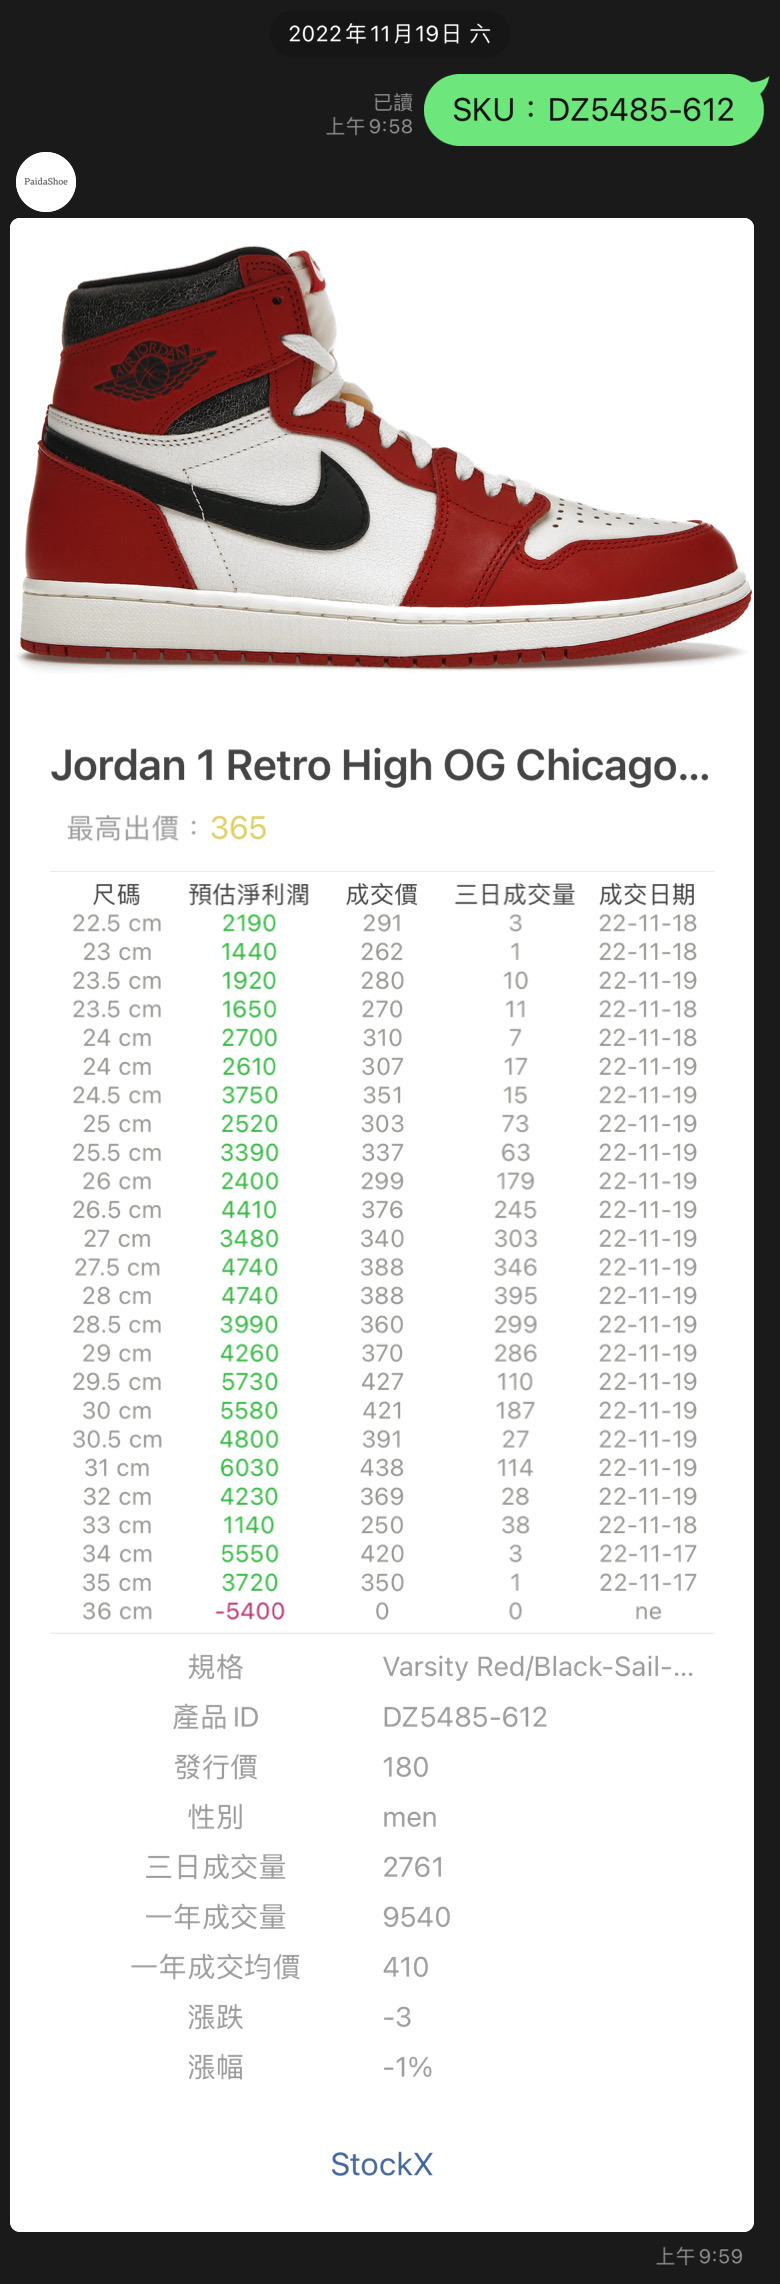 2022年11月19日 六
SKU：DZ5485-612
已讀
上午9:58
PaidaShoe
AIR JORDAN
Jordan 1 Retro High OG Chicago...
最高出價：365
尺碼 預估淨利潤 成交價 三日成交量 成交日期
22.5 cm 2190 291 3 22-11-18
23 cm 1440 262 1 22-11-18
23.5 cm 1920 280 10 22-11-19
23.5 cm 1650 270 11 22-11-18
24 cm 2700 310 7 22-11-18
24 cm 2610 307 17 22-11-19
24.5 cm 3750 351 15 22-11-19
25 cm 2520 303 73 22-11-19
25.5 cm 3390 337 63 22-11-19
26 cm 2400 299 179 22-11-19
26.5 cm 4410 376 245 22-11-19
27 cm 3480 340 303 22-11-19
27.5 cm 4740 388 346 22-11-19
28 cm 4740 388 395 22-11-19
28.5 cm 3990 360 299 22-11-19
29 cm 4260 370 286 22-11-19
29.5 cm 5730 427 110 22-11-19
30 cm 5580 421 187 22-11-19
30.5 cm 4800 391 27 22-11-19
31 cm 6030 438 114 22-11-19
32 cm 4230 369 28 22-11-19
33 cm 1140 250 38 22-11-18
34 cm 5550 420 3 22-11-17
35 cm 3720 350 1 22-11-17
36 cm -5400 0 0 ne
規格 Varsity Red/Black-Sail-...
產品ID DZ5485-612
發行價 180
性別 men
三日成交量 2761
一年成交量 9540
一年成交均價 410
漲跌 -3
漲幅 -1%
StockX
上午9:59